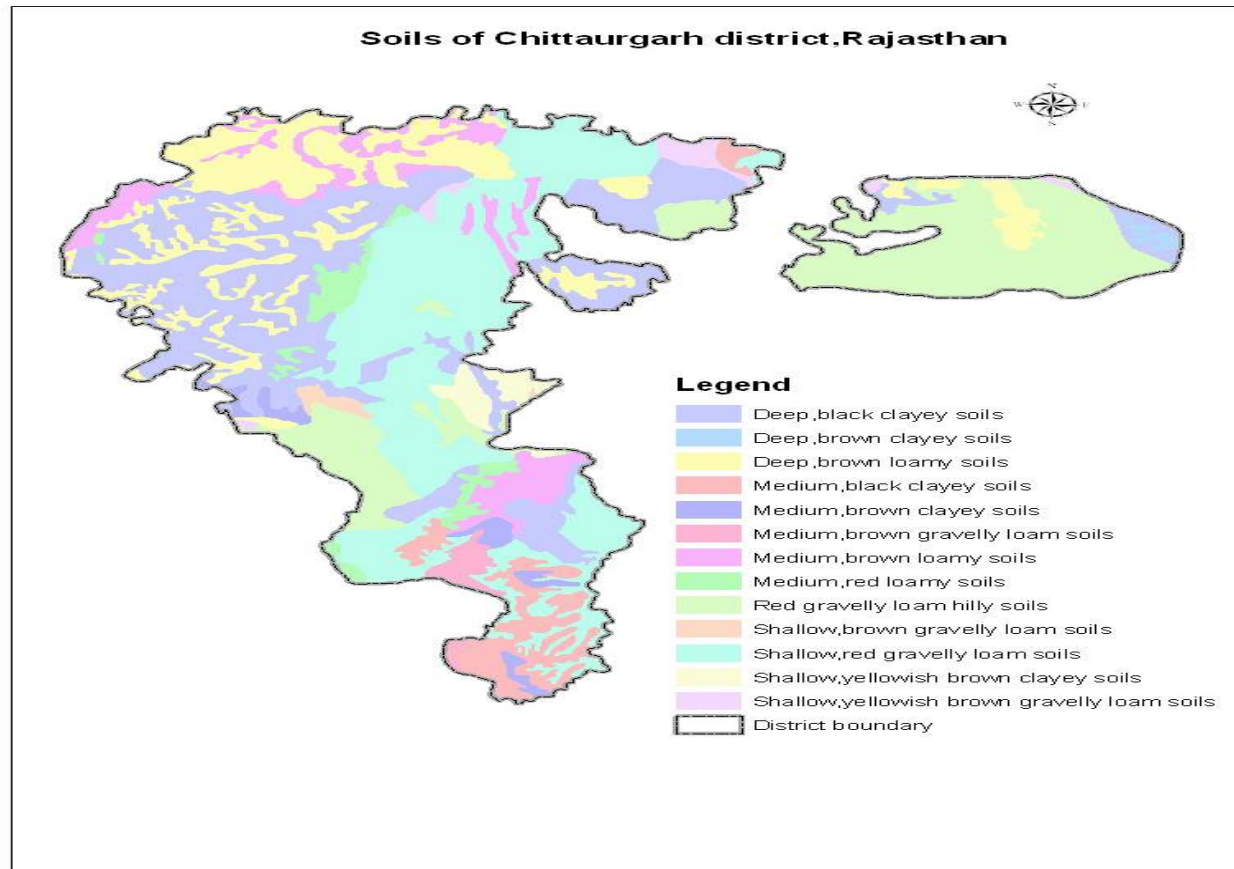 Soils of Chittaurgarh district,Rajasthan
N
W E
S
Legend
Deep,black clayey soils
Deep,brown clayey soils
Deep,brown loamy soils
Medium,black clayey soils
Medium,brown clayey soils
Medium,brown gravelly loam soils
Medium,brown loamy soils
Medium,red loamy soils
Red gravelly loam hilly soils
Shallow,brown gravelly loam soils
Shallow,red gravelly loam soils
Shallow,yellowish brown clayey soils
Shallow,yellowish brown gravelly loam soils
District boundary